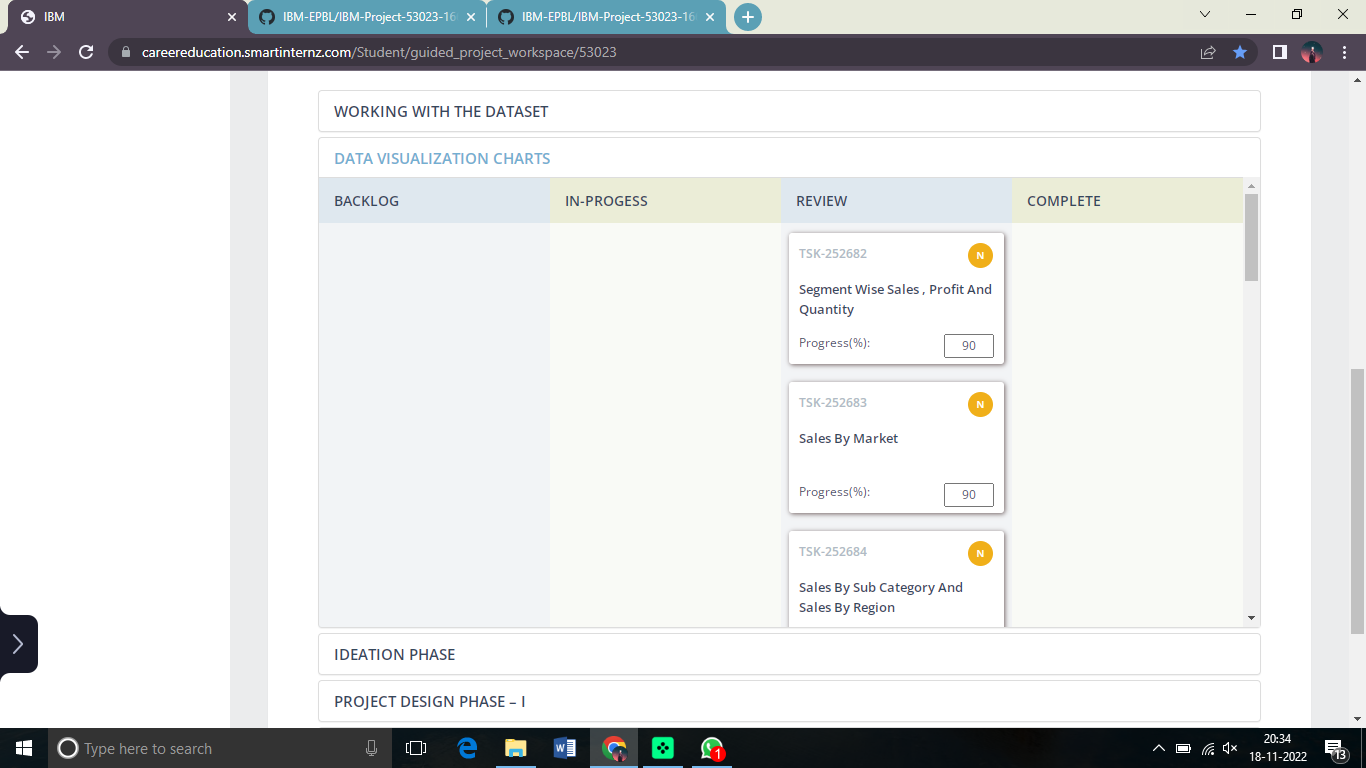 IBM
IBM-EPBL/IBM-Project-53023-16
IBM-EPBL/IBM-Project-53023-16
careereducation.smartinternz.com/Student/guided_project_workspace/53023
WORKING WITH THE DATASET
DATA VISUALIZATION CHARTS
BACKLOG
IN-PROGESS
REVIEW
COMPLETE
TSK-252682
N
Segment Wise Sales , Profit And
Quantity
Progress(%):
90
TSK-252683
N
Sales By Market
Progress(%):
90
TSK-252684
N
Sales By Sub Category And
Sales By Region
IDEATION PHASE
PROJECT DESIGN PHASE – I
Type here to search
W
1
20:34
18-11-2022
13